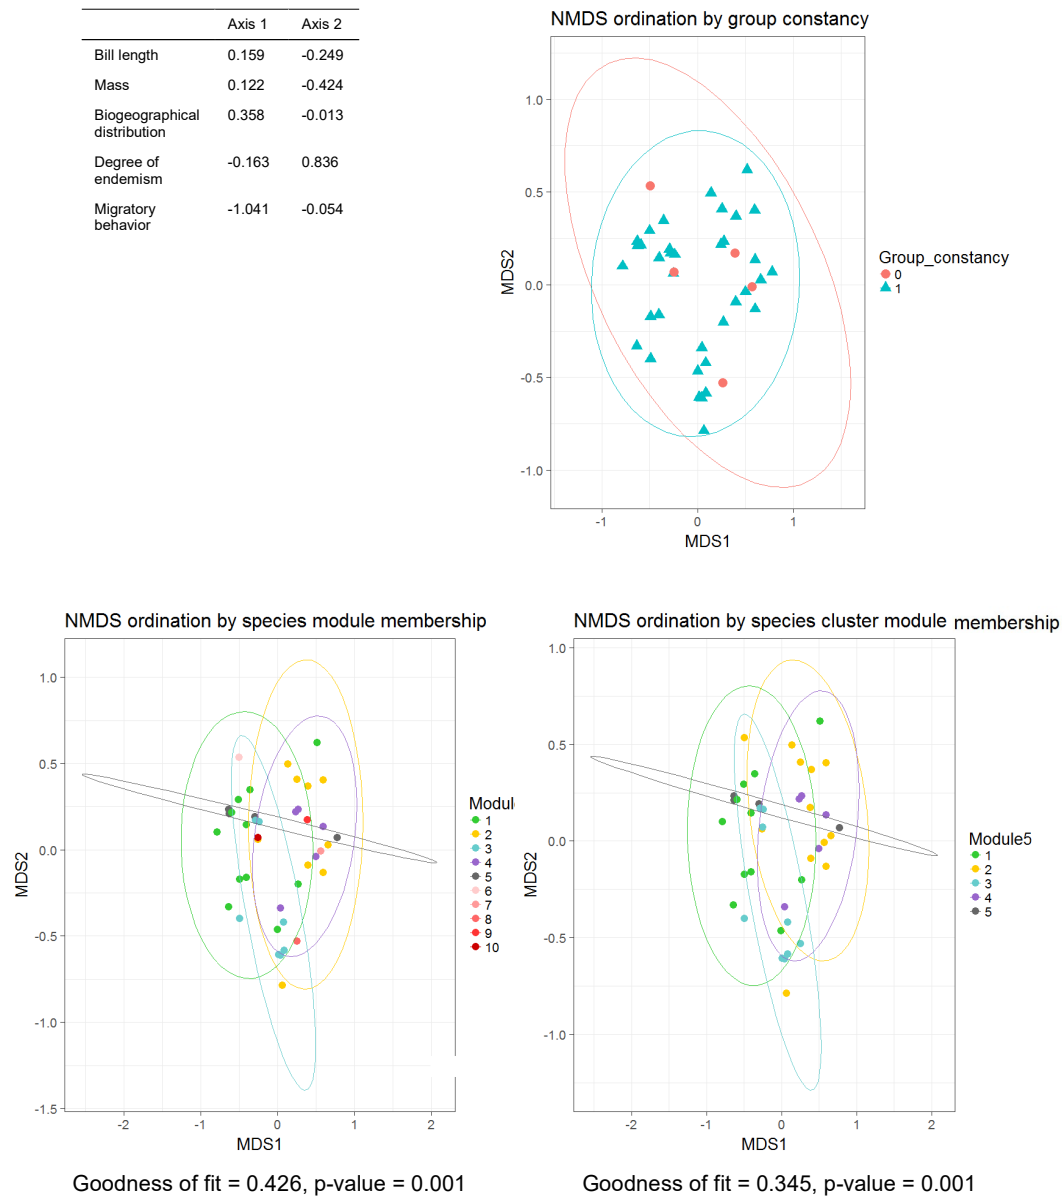 Axis 1 Axis 2
Bill length 0.159 -0.249
Mass 0.122 -0.424
Biogeographical 0.358 -0.013
distribution
Degree of -0.163 0.836
endemism
Migratory -1.041 -0.054
behavior
NMDS ordination by group constancy
1.0
0.5
0.0
-0.5
-1.0
MDS2
-1 0 1
MDS1
Group_constancy
0
1
NMDS ordination by species module membership
1.0
0.5
0.0
-0.5
-1.0
-1.5
MDS2
-2 -1 0 1 2
MDS1
Modul
1
2
3
4
5
6
7
8
9
10
Goodness of fit = 0.426, p-value = 0.001
NMDS ordination by species cluster module membership
1.0
0.5
0.0
-0.5
-1.0
MDS2
-2 -1 0 1 2
MDS1
Module5
1
2
3
4
5
Goodness of fit = 0.345, p-value = 0.001